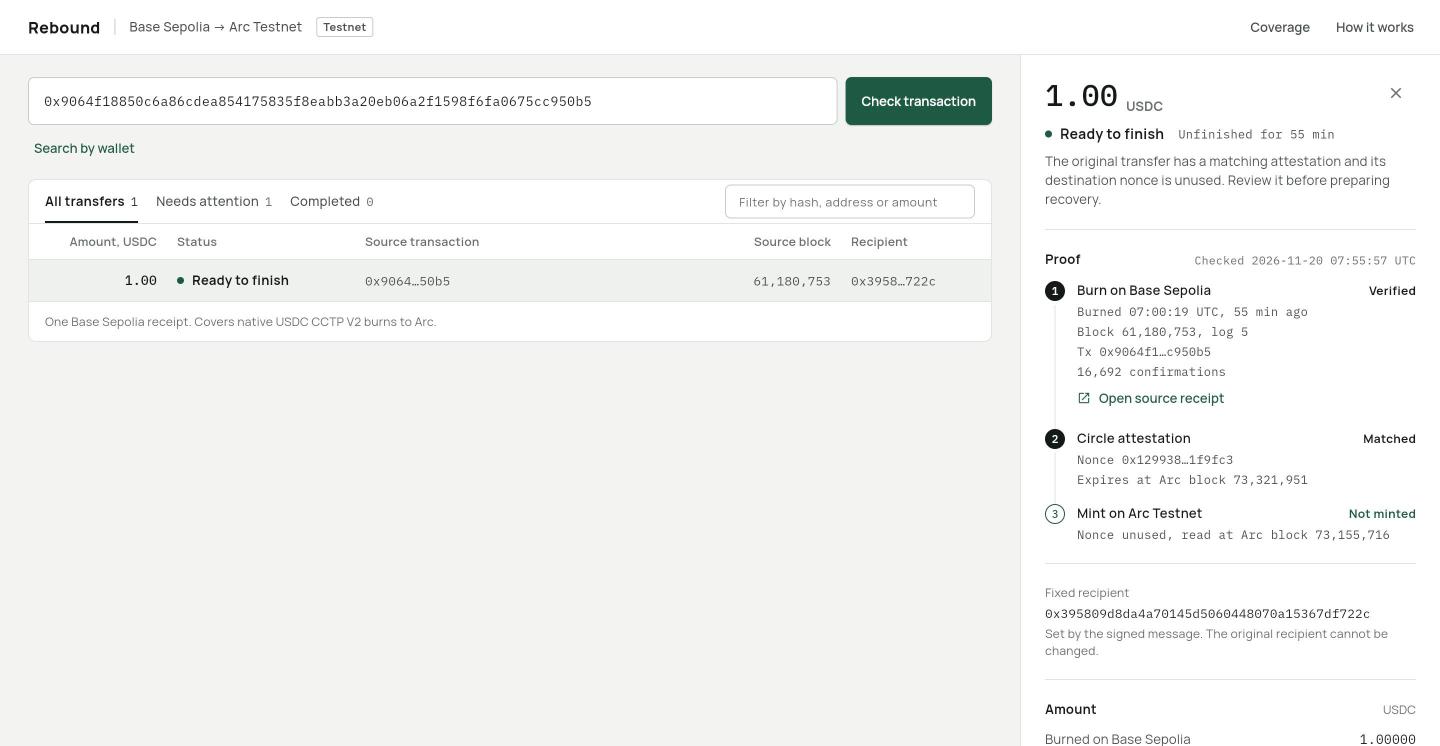 Rebound
Base Sepolia → Arc Testnet
Testnet
Coverage
How it works
0x9064f18850c6a86cdea854175835f8eabb3a20eb06a2f1598f6fa0675cc950b5
Check transaction
Search by wallet
All transfers 1
Needs attention 1
Completed 0
Filter by hash, address or amount
Amount, USDC
Status
Source transaction
Source block
Recipient
1.00
Ready to finish
0x9064…50b5
61,180,753
0x3958…722c
One Base Sepolia receipt. Covers native USDC CCTP V2 burns to Arc.
1.00 USDC
Ready to finish
Unfinished for 55 min
The original transfer has a matching attestation and its
destination nonce is unused. Review it before preparing
recovery.
Proof
Checked 2026-11-20 07:55:57 UTC
1
Burn on Base Sepolia
Verified
Burned 07:00:19 UTC, 55 min ago
Block 61,180,753, log 5
Tx 0x9064f1…c950b5
16,692 confirmations
Open source receipt
2
Circle attestation
Matched
Nonce 0x129938…1f9fc3
Expires at Arc block 73,321,951
3
Mint on Arc Testnet
Not minted
Nonce unused, read at Arc block 73,155,716
Fixed recipient
0x395809d8da4a70145d5060448070a15367df722c
Set by the signed message. The original recipient cannot be
changed.
Amount
USDC
Burned on Base Sepolia
1.00000